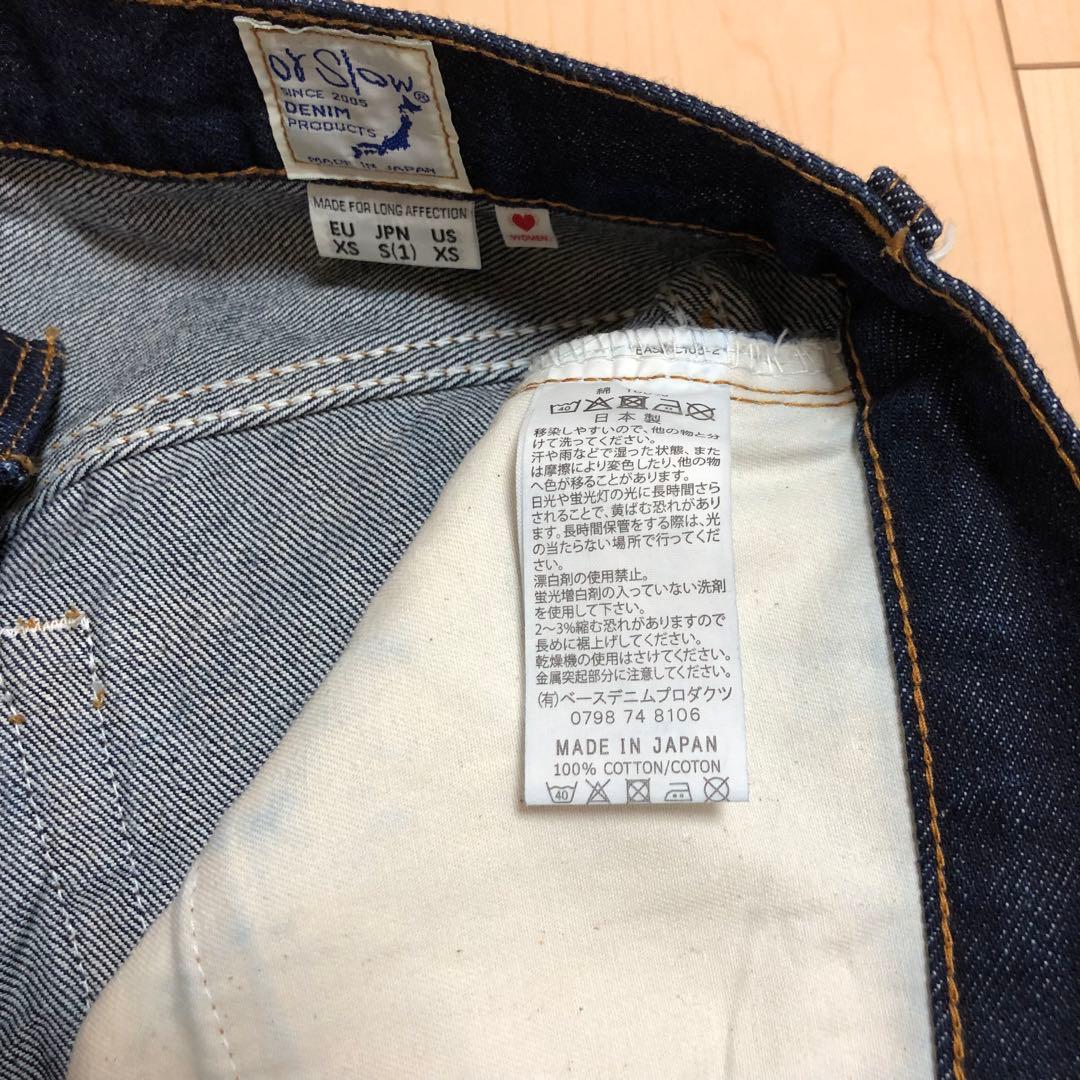 or Slow®
SINCE 2005
DENIM
PRODUCTS
MADE IN JAPAN
MADE FOR LONG AFFECTION
EU JPN US
XS S(1) XS
WOMEN
綿
40
日本製
移染しやすいので、他の物と分
けて洗ってください。
汗や雨などで湿った状態、また
は摩擦により変色したり、他の物
へ色が移ることがあります。
日光や蛍光灯の光に長時間さら
されることで、黄ばむ恐れがあり
ます。長時間保管をする際は、光
の当たらない場所で行ってくだ
さい。
漂白剤の使用禁止。
蛍光増白剤の入っていない洗剤
を使用して下さい。
2〜3%縮む恐れがありますので
長めに裾上げしてください。
乾燥機の使用はさけてください。
金属突起部分に注意してください。
(有)ベースデニムプロダクツ
0798 74 8106
MADE IN JAPAN
100% COTTON/COTON
40